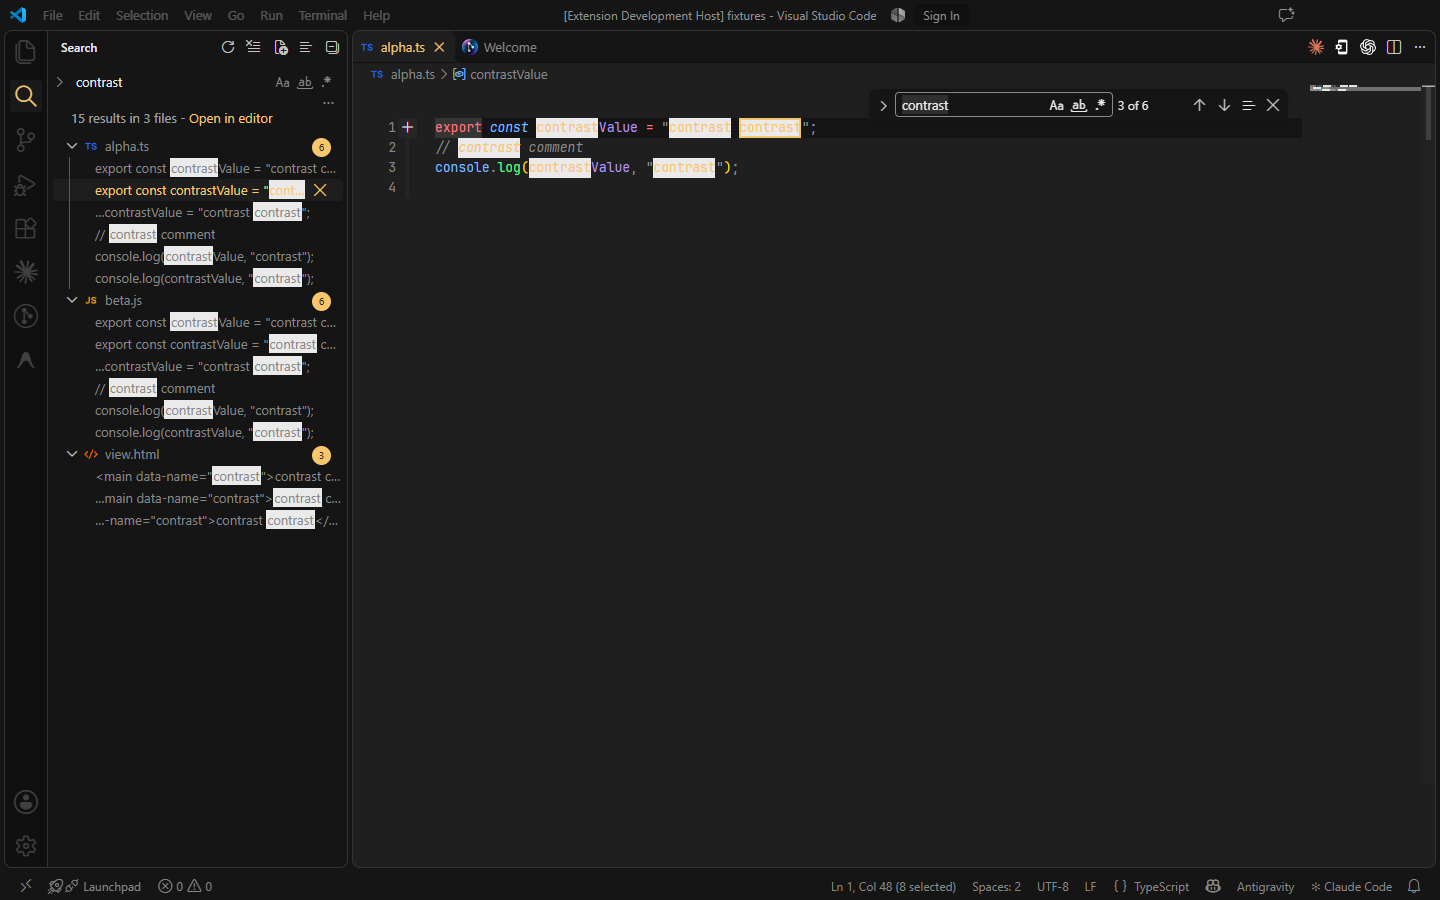 File Edit Selection View Go Run Terminal Help
[Extension Development Host] fixtures - Visual Studio Code
Sign In
Search
contrast
Aa ab .*
15 results in 3 files - Open in editor
TS alpha.ts 6
export const contrastValue = "contrast c...
export const contrastValue = "cont...
...contrastValue = "contrast contrast";
// contrast comment
console.log(contrastValue, "contrast");
console.log(contrastValue, "contrast");
JS beta.js 6
export const contrastValue = "contrast c...
export const contrastValue = "contrast c...
...contrastValue = "contrast contrast";
// contrast comment
console.log(contrastValue, "contrast");
console.log(contrastValue, "contrast");
view.html 3
<main data-name="contrast">contrast c...
...main data-name="contrast">contrast c...
...-name="contrast">contrast contrast</...
TS alpha.ts
Welcome
TS alpha.ts > contrastValue
contrast Aa ab .* 3 of 6
1 export const contrastValue = "contrast contrast";
2 // contrast comment
3 console.log(contrastValue, "contrast");
4
Launchpad 0 0
Ln 1, Col 48 (8 selected) Spaces: 2 UTF-8 LF { } TypeScript Antigravity Claude Code